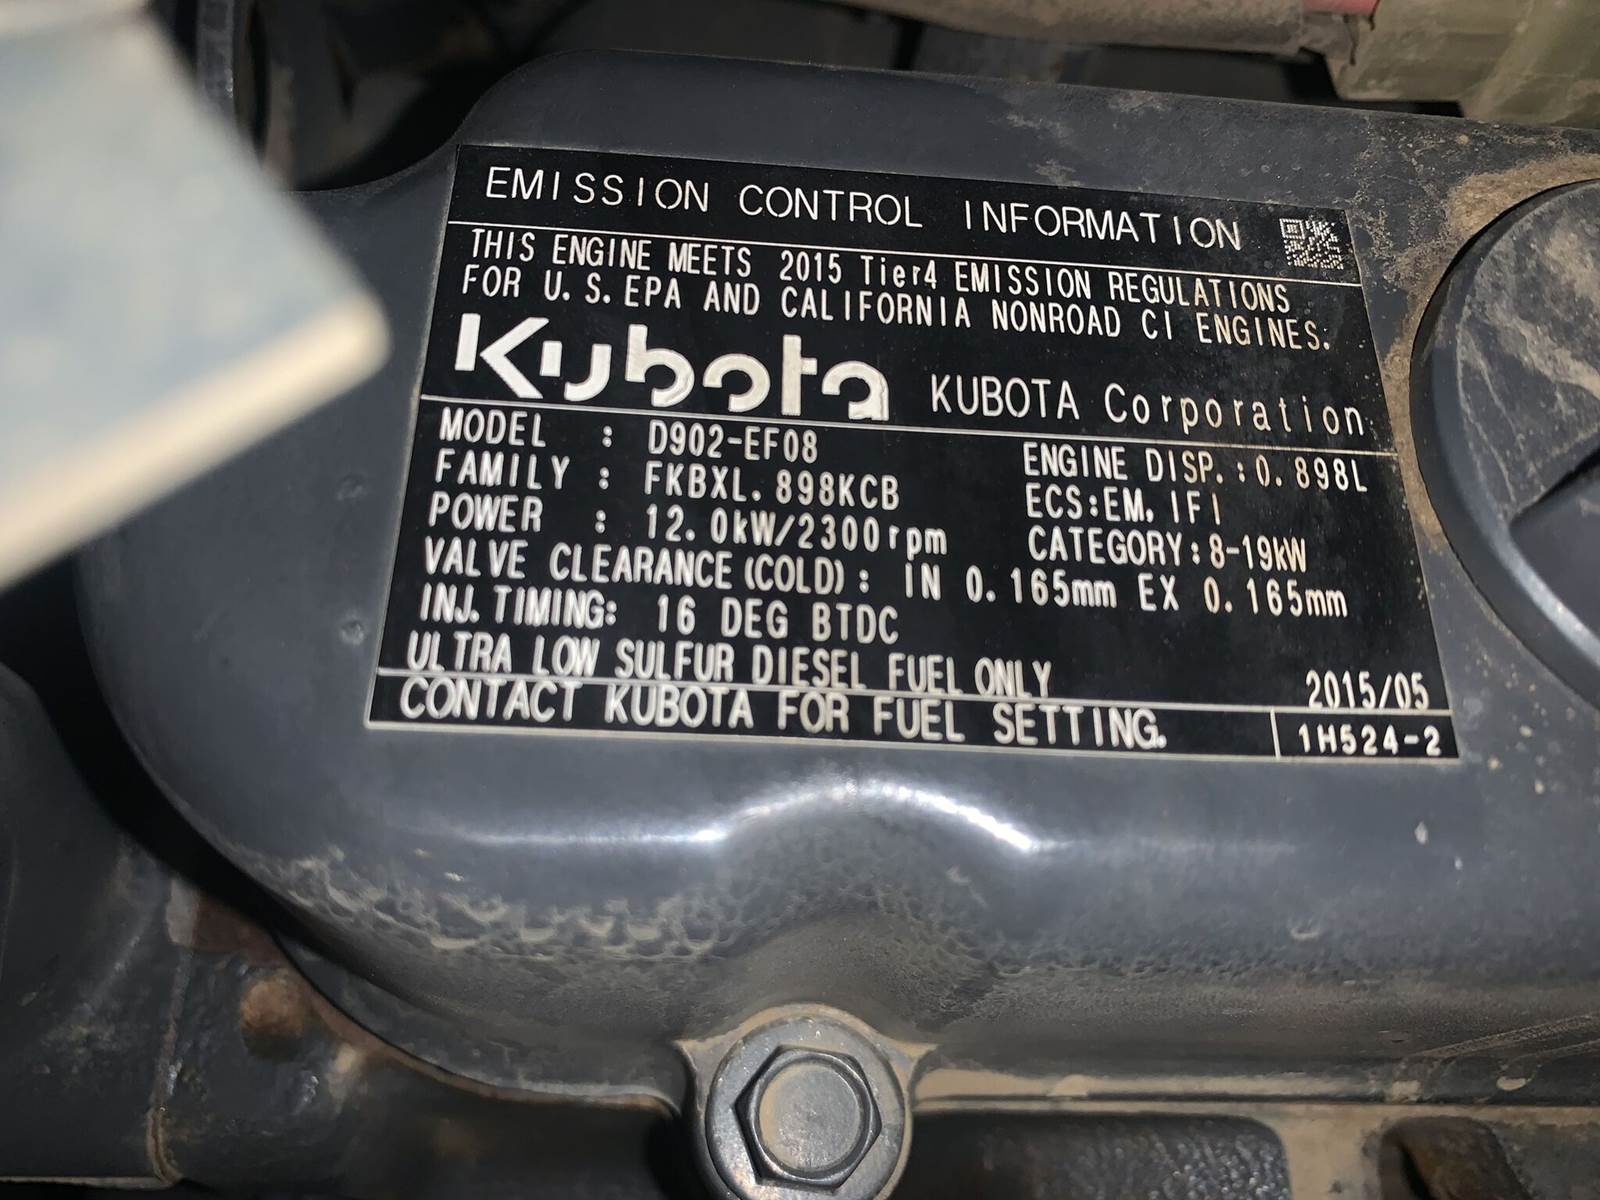 EMISSION CONTROL INFORMATION
THIS ENGINE MEETS 2015 Tier4 EMISSION REGULATIONS
FOR U.S.EPA AND CALIFORNIA NONROAD CI ENGINES.
Kubota KUBOTA Corporation
MODEL : D902-EF08 ENGINE DISP.:0.898L
FAMILY : FKBXL.898KCB ECS:EM,IFI
POWER : 12.0kW/2300rpm CATEGORY:8-19kW
VALVE CLEARANCE(COLD): IN 0.165mm EX 0.165mm
INJ.TIMING: 16 DEG BTDC
ULTRA LOW SULFUR DIESEL FUEL ONLY 2015/05
CONTACT KUBOTA FOR FUEL SETTING. 1H524-2